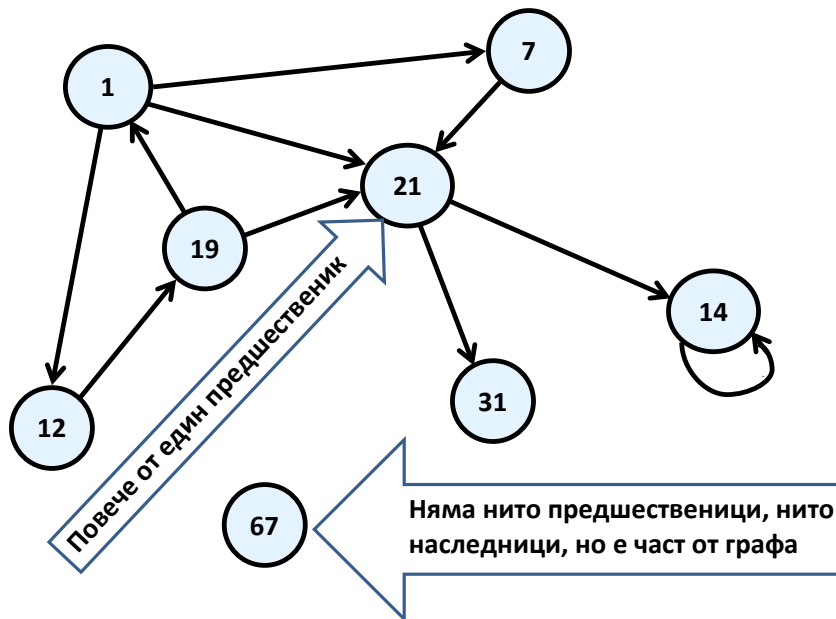 7
1
21
19
14
31
12
Повече от един предшественик
67
Няма нито предшественици, нито
наследници, но е част от графа